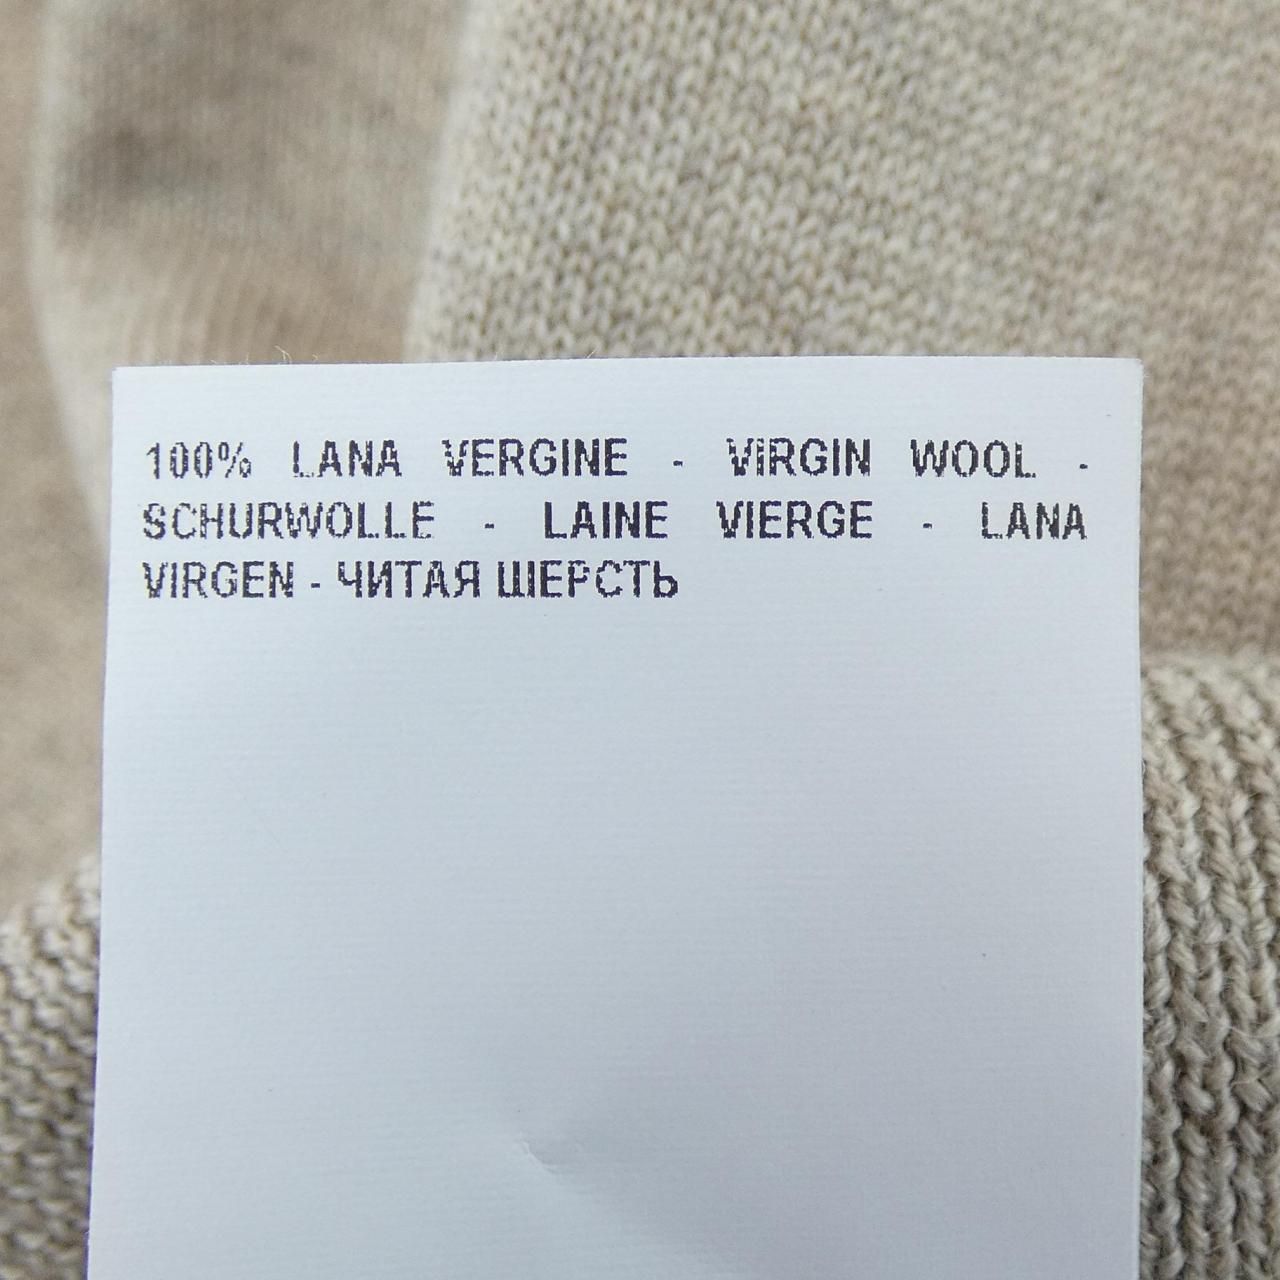 100% LANA VERGINE - VIRGIN WOOL -
SCHURWOLLE - LAINE VIERGE - LANA
VIRGEN - ЧИТАЯ ШЕРСТЬ